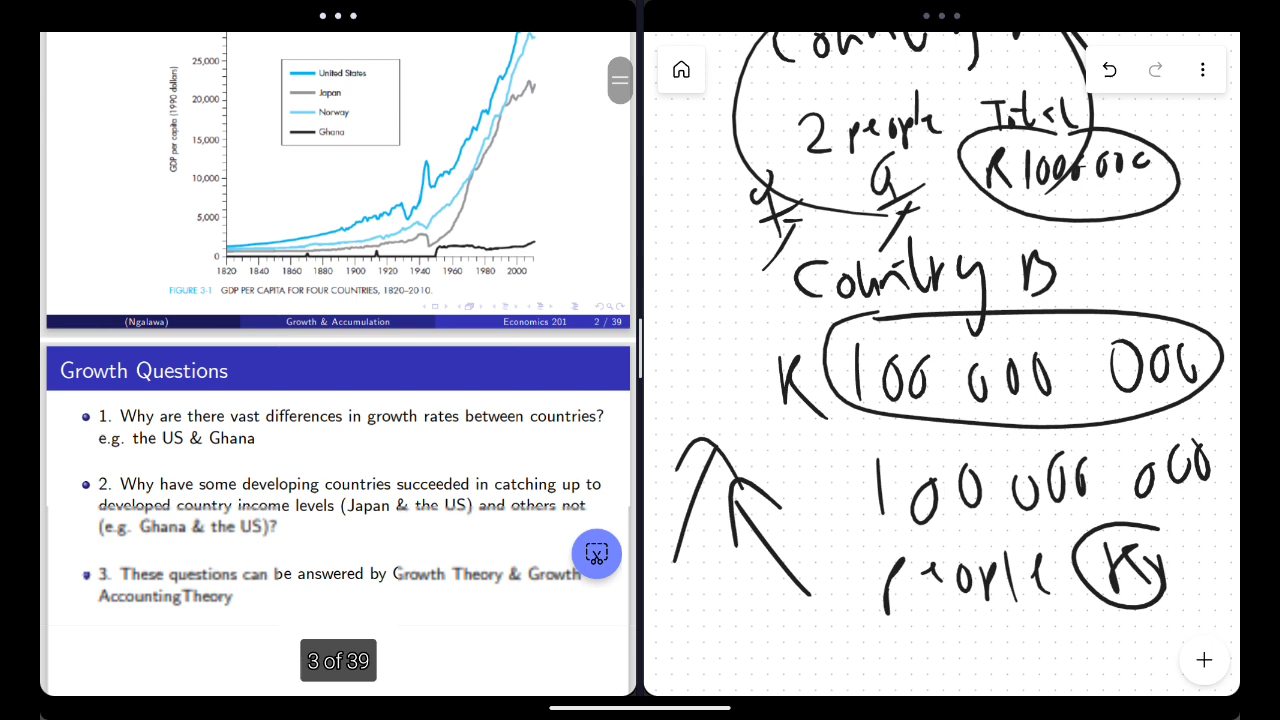 25,000
20,000
15,000
10,000
5,000
0
GDP per capita (1990 dollars)
United States
Japan
Norway
Ghana
1820 1840 1860 1880 1900 1920 1940 1960 1980 2000
FIGURE 3-1 GDP PER CAPITA FOR FOUR COUNTRIES, 1820–2010.
(Ngalawa) Growth & Accumulation Economics 201 2 / 39
Growth Questions
1. Why are there vast differences in growth rates between countries?
e.g. the US & Ghana
2. Why have some developing countries succeeded in catching up to
developed country income levels (Japan & the US) and others not
(e.g. Ghana & the US)?
3. These questions can be answered by Growth Theory & Growth
AccountingTheory
3 of 39
Country
2 people Total
R 100 000
Country B
R 100 000 000
100 000 000
people